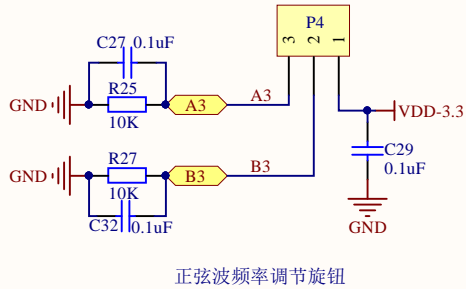 P4
3 2 1
C27 0.1uF
R25
GND A3 A3
10K
VDD-3.3
R27
GND B3 B3
10K
C32 0.1uF
C29
0.1uF
GND
正弦波频率调节旋钮